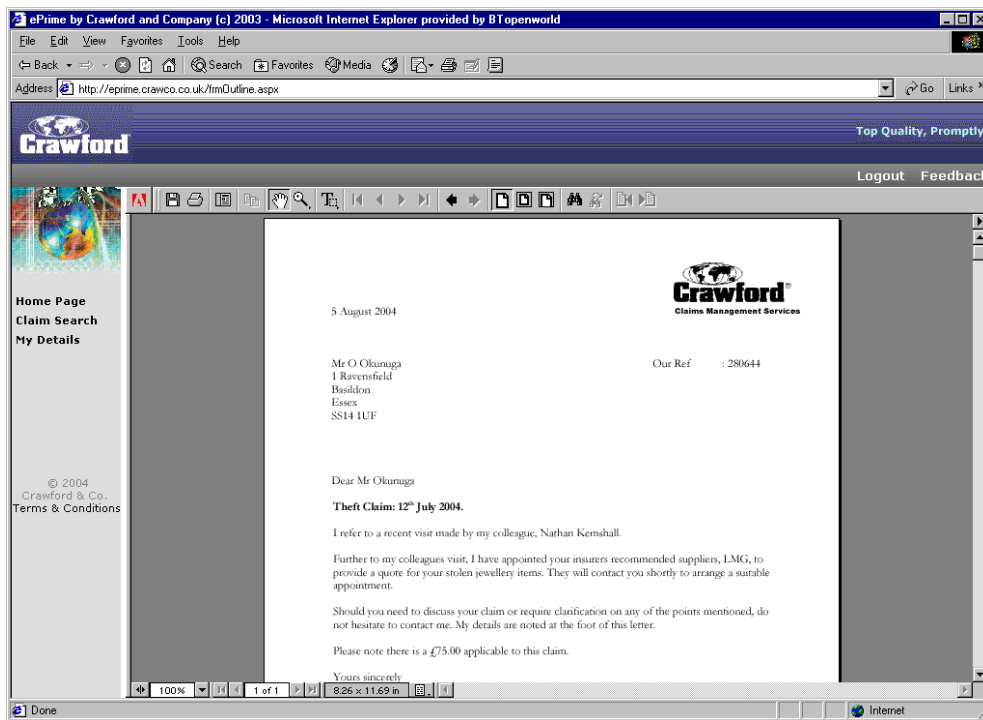 ePrime by Crawford and Company (c) 2003 - Microsoft Internet Explorer provided by BTopenworld
File Edit View Favorites Tools Help
Back Search Favorites Media
Address http://eprime.crawco.co.uk/frmOutline.aspx Go Links
Crawford Top Quality, Promptly
Logout Feedback
Home Page
Claim Search
My Details
© 2004
Crawford & Co.
Terms & Conditions
Crawford®
Claims Management Services
5 August 2004
Mr O Okunuga Our Ref : 280644
1 Ravensfield
Basildon
Essex
SS14 1UF
Dear Mr Okunuga
Theft Claim: 12th July 2004.
I refer to a recent visit made by my colleague, Nathan Kemshall.
Further to my colleagues visit, I have appointed your insurers recommended suppliers, LMG, to
provide a quote for your stolen jewellery items. They will contact you shortly to arrange a suitable
appointment.
Should you need to discuss your claim or require clarification on any of the points mentioned, do
not hesitate to contact me. My details are noted at the foot of this letter.
Please note there is a £75.00 applicable to this claim.
Yours sincerely
100% 1 of 1 8.26 x 11.69 in
Done Internet